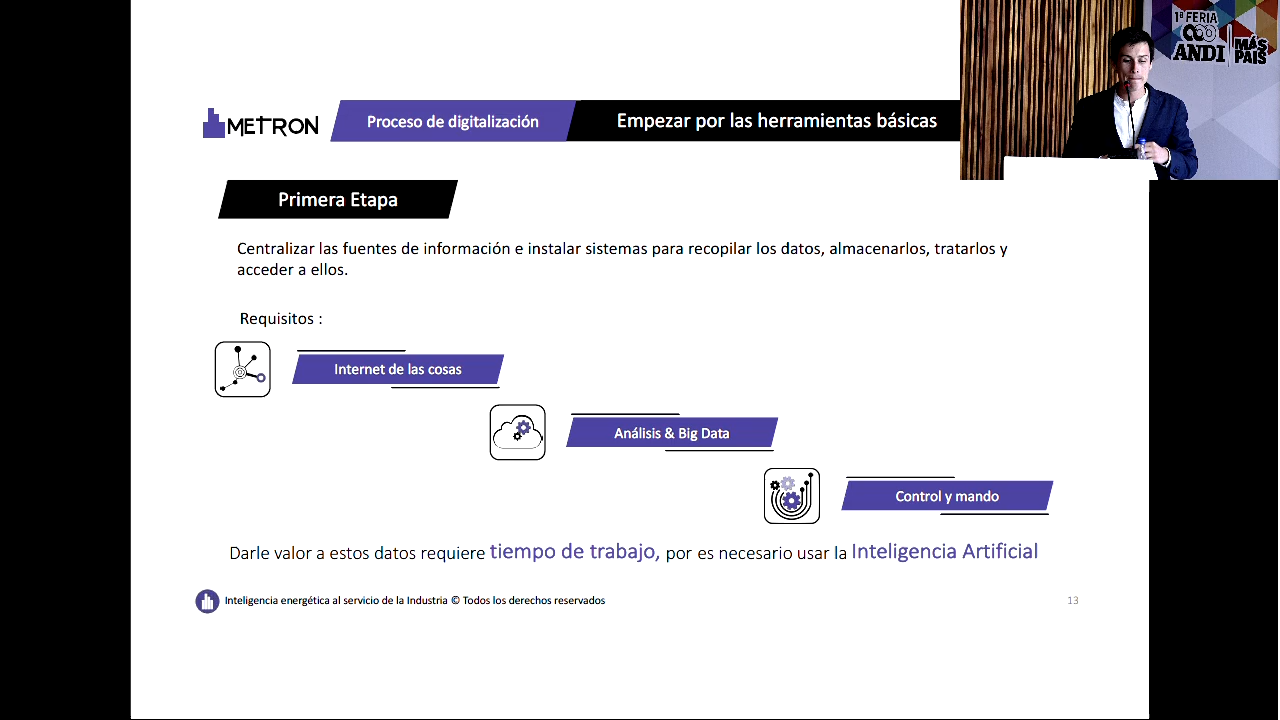 1ª FERIA
ANDI
MÁS
PAÍS
METRON
Proceso de digitalización
Empezar por las herramientas básicas
Primera Etapa
Centralizar las fuentes de información e instalar sistemas para recopilar los datos, almacenarlos, tratarlos y
acceder a ellos.
Requisitos :
Internet de las cosas
Análisis & Big Data
Control y mando
Darle valor a estos datos requiere tiempo de trabajo, por es necesario usar la Inteligencia Artificial
Inteligencia energética al servicio de la Industria © Todos los derechos reservados
13